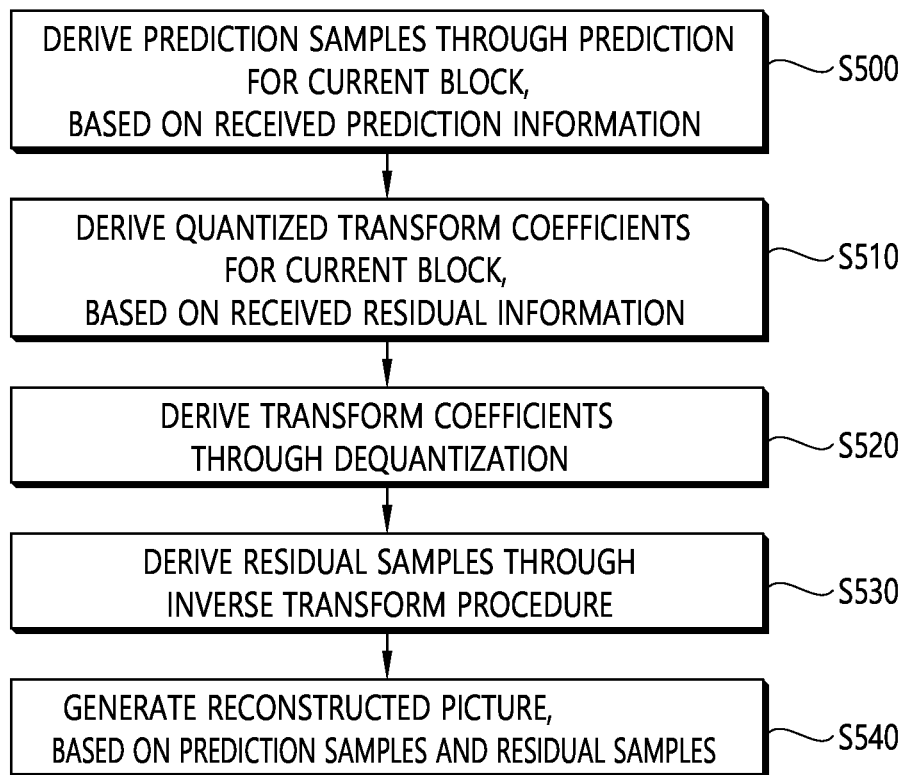 DERIVE PREDICTION SAMPLES THROUGH PREDICTION
FOR CURRENT BLOCK,
BASED ON RECEIVED PREDICTION INFORMATION
S500
DERIVE QUANTIZED TRANSFORM COEFFICIENTS
FOR CURRENT BLOCK,
BASED ON RECEIVED RESIDUAL INFORMATION
S510
DERIVE TRANSFORM COEFFICIENTS
THROUGH DEQUANTIZATION
S520
DERIVE RESIDUAL SAMPLES THROUGH
INVERSE TRANSFORM PROCEDURE
S530
GENERATE RECONSTRUCTED PICTURE,
BASED ON PREDICTION SAMPLES AND RESIDUAL SAMPLES
S540